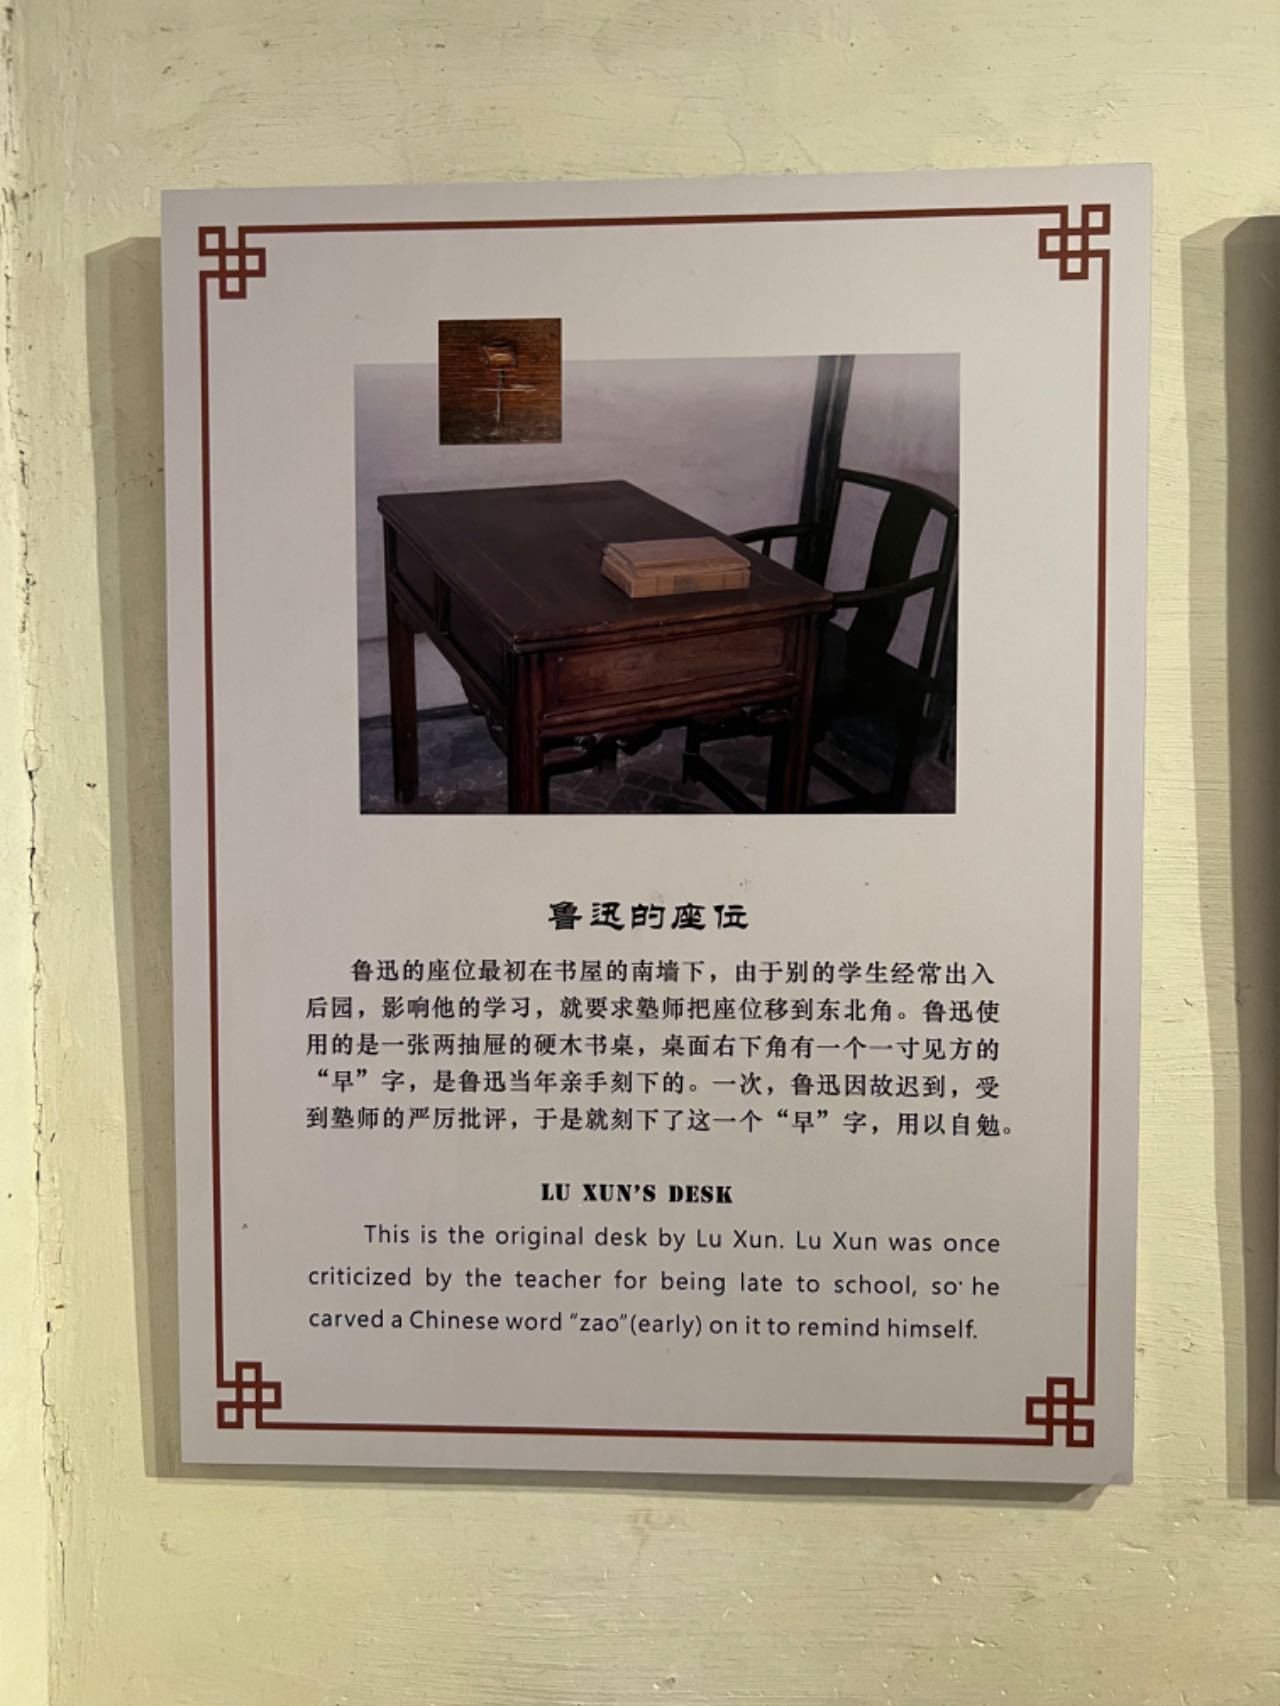 早
鲁迅的座位
鲁迅的座位最初在书屋的南墙下，由于别的学生经常出入
后园，影响他的学习，就要求塾师把座位移到东北角。鲁迅使
用的是一张两抽屉的硬木书桌，桌面右下角有一个一寸见方的
“早”字，是鲁迅当年亲手刻下的。一次，鲁迅因故迟到，受
到塾师的严厉批评，于是就刻下了这一个“早”字，用以自勉。
LU XUN’S DESK
This is the original desk by Lu Xun. Lu Xun was once
criticized by the teacher for being late to school, so he
carved a Chinese word “zao”(early) on it to remind himself.